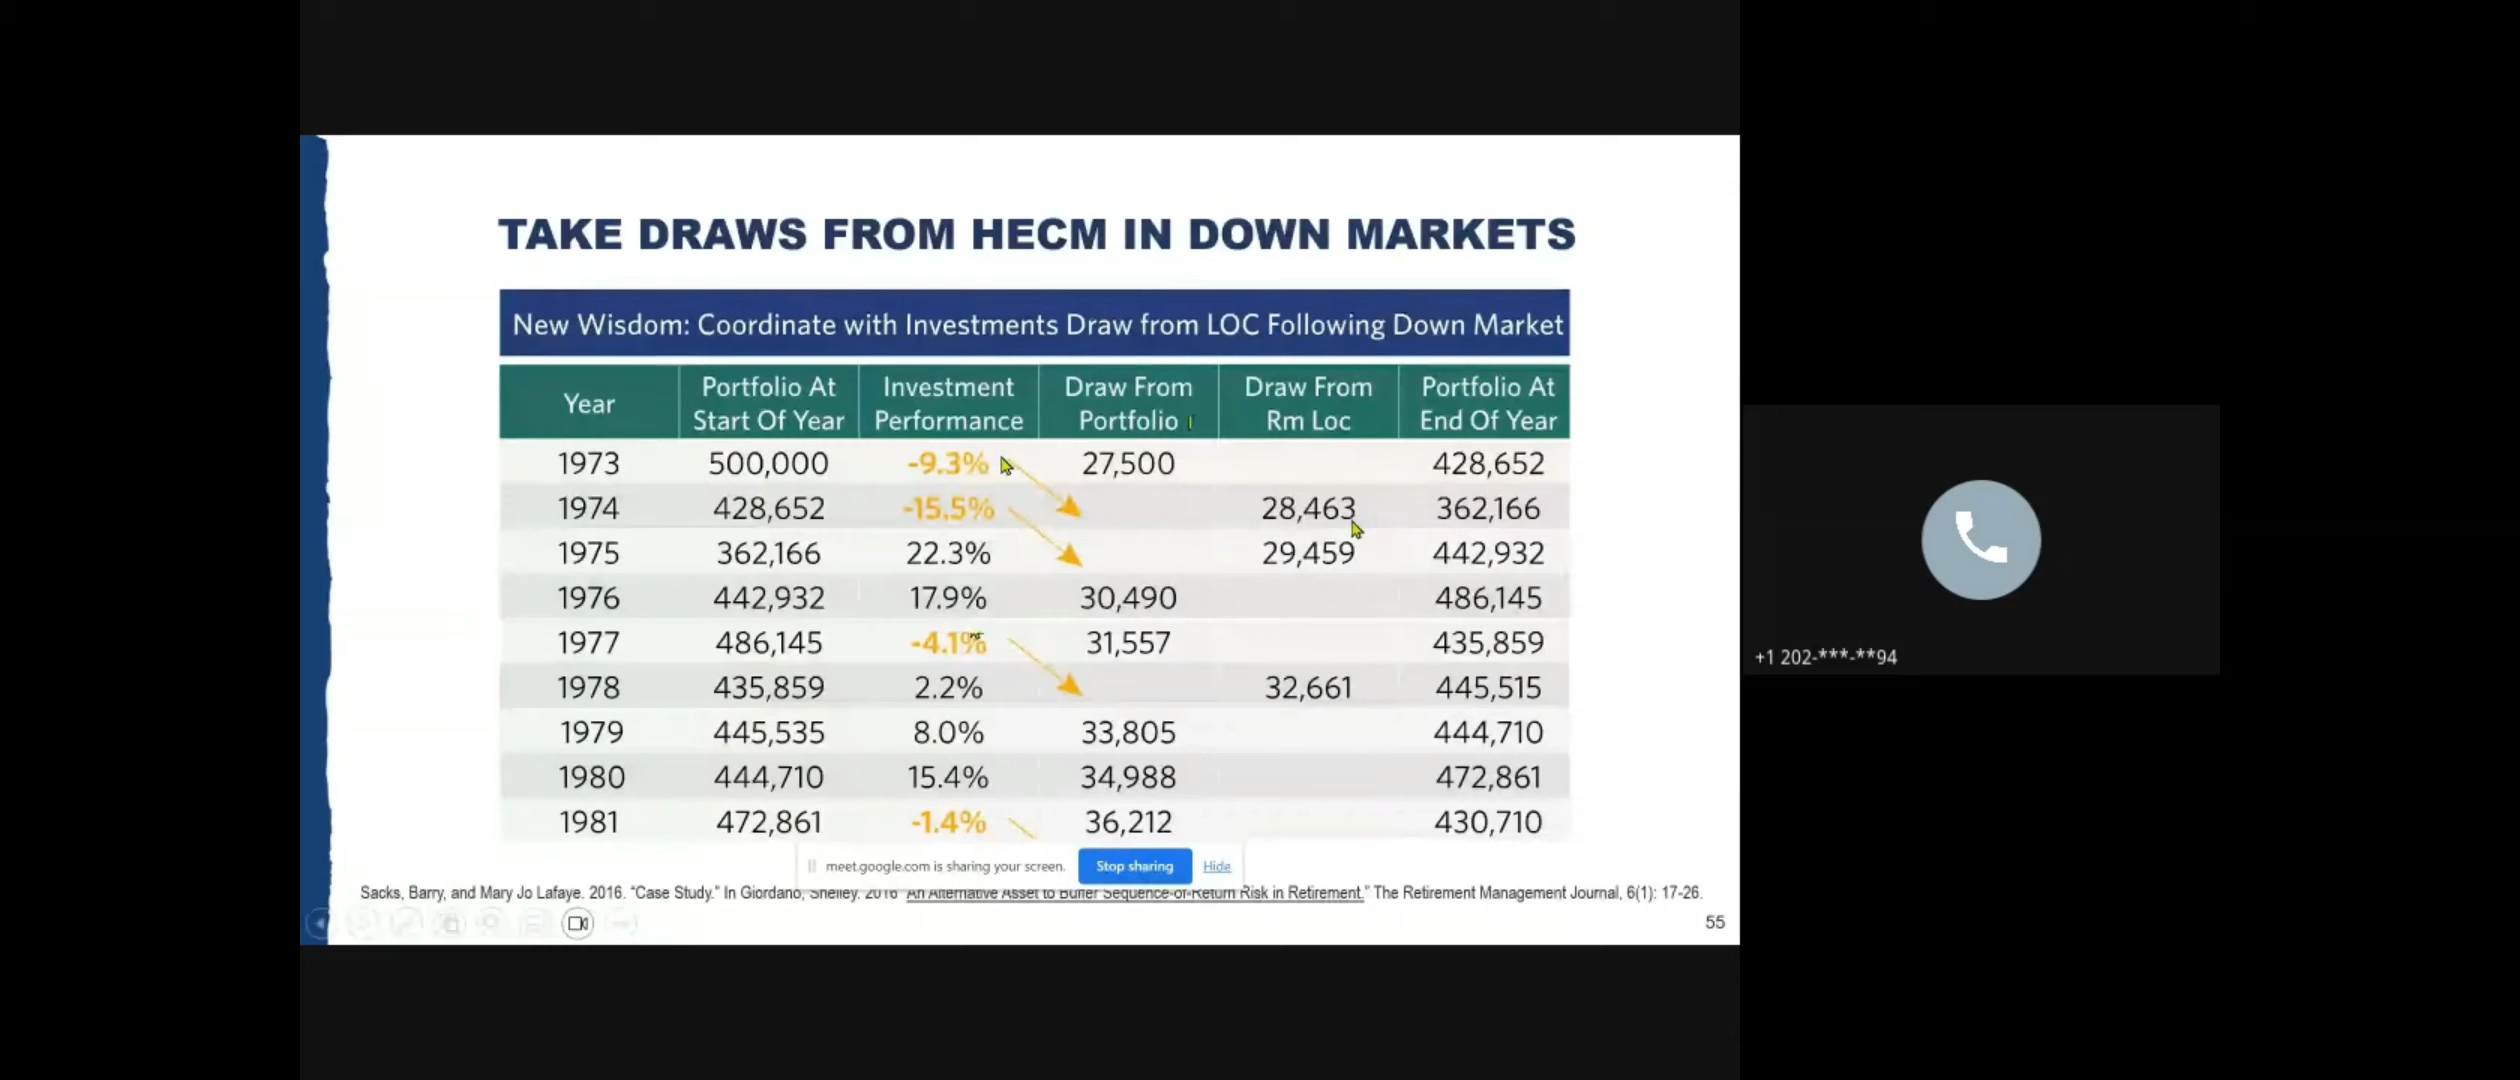 TAKE DRAWS FROM HECM IN DOWN MARKETS
New Wisdom: Coordinate with Investments Draw from LOC Following Down Market
Year Portfolio At Start Of Year Investment Performance Draw From Portfolio Draw From Rm Loc Portfolio At End Of Year
1973 500,000 -9.3% 27,500 428,652
1974 428,652 -15.5% 28,463 362,166
1975 362,166 22.3% 29,459 442,932
1976 442,932 17.9% 30,490 486,145
1977 486,145 -4.1% 31,557 435,859
1978 435,859 2.2% 32,661 445,515
1979 445,535 8.0% 33,805 444,710
1980 444,710 15.4% 34,988 472,861
1981 472,861 -1.4% 36,212 430,710
meet.google.com is sharing your screen. Stop sharing Hide
Sacks, Barry, and Mary Jo Lafaye. 2016. “Case Study.” In Giordano, Shelley. 2016 An Alternative Asset to Buffer Sequence-of-Return Risk in Retirement.” The Retirement Management Journal, 6(1): 17-26.
55
+1 202-***-**94